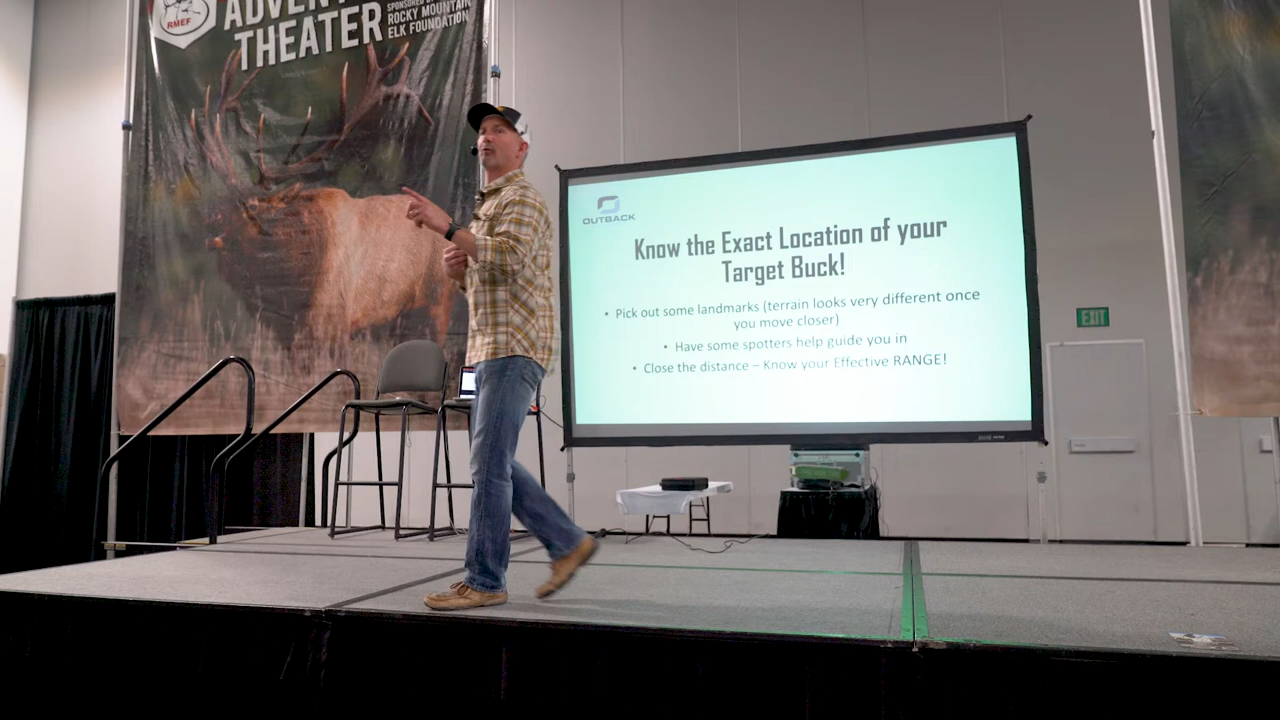 RMEF
ADVENT
THEATER
SPONSORED
ROCKY MOUNTAIN
ELK FOUNDATION
OUTBACK
Know the Exact Location of your
Target Buck!
• Pick out some landmarks (terrain looks very different once
you move closer)
• Have some spotters help guide you in
• Close the distance – Know your Effective RANGE!
EXIT